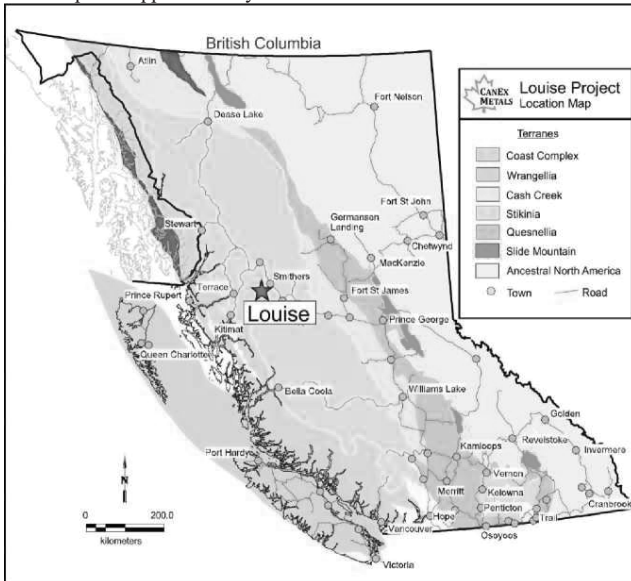 British Columbia
CANEX
METALS
Louise Project
Location Map
Terranes
Coast Complex
Wrangellia
Cash Creek
Stikinia
Quesnellia
Slide Mountain
Ancestral North America
Town
Road
Atlin
Fort Nelson
Dease Lake
Fort St John
Germanson
Landing
Stewart
Chetwynd
MacKenzie
Smithers
Terrace
Fort St James
Prince Rupert
Louise
Prince George
Kitimat
Queen Charlotte
Bella Coola
Williams Lake
Golden
Revelstoke
Invermere
Port Hardy
Kamloops
Vernon
Merritt
Kelowna
Cranbrook
Hope
Penticton
Trail
Vancouver
Osoyoos
Victoria
N
0 200.0
kilometers